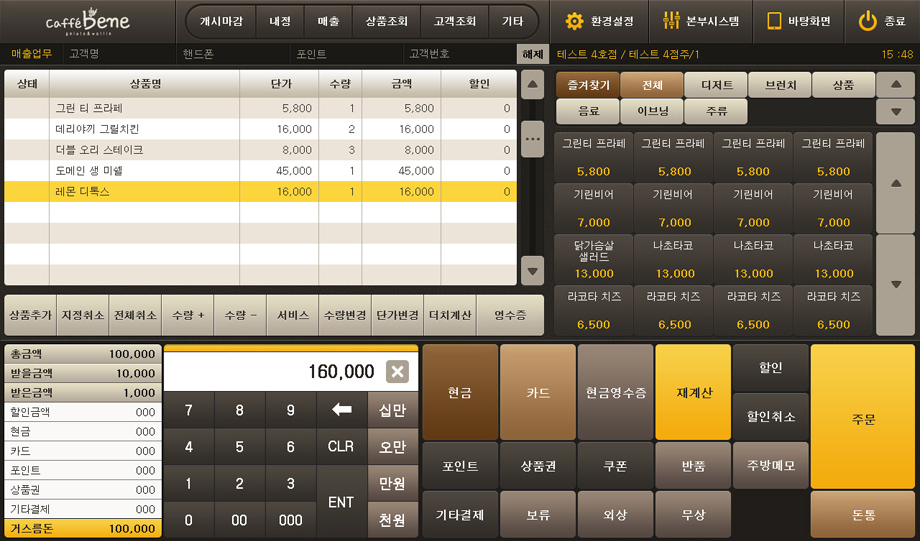 caffé bene
gelato & waffle
개시마감 내정 매출 상품조회 고객조회 기타
환경설정 본부시스템 바탕화면 종료
매출업무 고객명 핸드폰 포인트 고객번호 해제
테스트 4호점 / 테스트 4점주/1 15 :48
상태 상품명 단가 수량 금액 할인
그린 티 프라페 5,800 1 5,800 0
데리야끼 그릴치킨 16,000 2 16,000 0
더블 오리 스테이크 8,000 3 8,000 0
도메인 생 미쉘 45,000 1 45,000 0
레몬 디톡스 16,000 1 16,000 0
즐겨찾기 전체 디저트 브런치 상품
음료 이브닝 주류
그린티 프라페 그린티 프라페 그린티 프라페 그린티 프라페
5,800 5,800 5,800 5,800
기린비어 기린비어 기린비어 기린비어
7,000 7,000 7,000 7,000
닭가슴살 샐러드 나초타코 나초타코 나초타코
13,000 13,000 13,000 13,000
라코타 치즈 라코타 치즈 라코타 치즈 라코타 치즈
6,500 6,500 6,500 6,500
상품추가 지정취소 전체취소 수량 + 수량 - 서비스 수량변경 단가변경 더치계산 영수증
총금액 100,000
받을금액 10,000
받은금액 1,000
할인금액 000
현금 000
카드 000
포인트 000
상품권 000
기타결제 000
거스름돈 100,000
160,000
7 8 9 십만
4 5 6 CLR 오만
1 2 3 ENT 만원
0 00 000 천원
현금 카드 현금영수증 재계산 할인 주문
할인취소
포인트 상품권 쿠폰 반품 주방메모
기타결제 보류 외상 무상 돈통